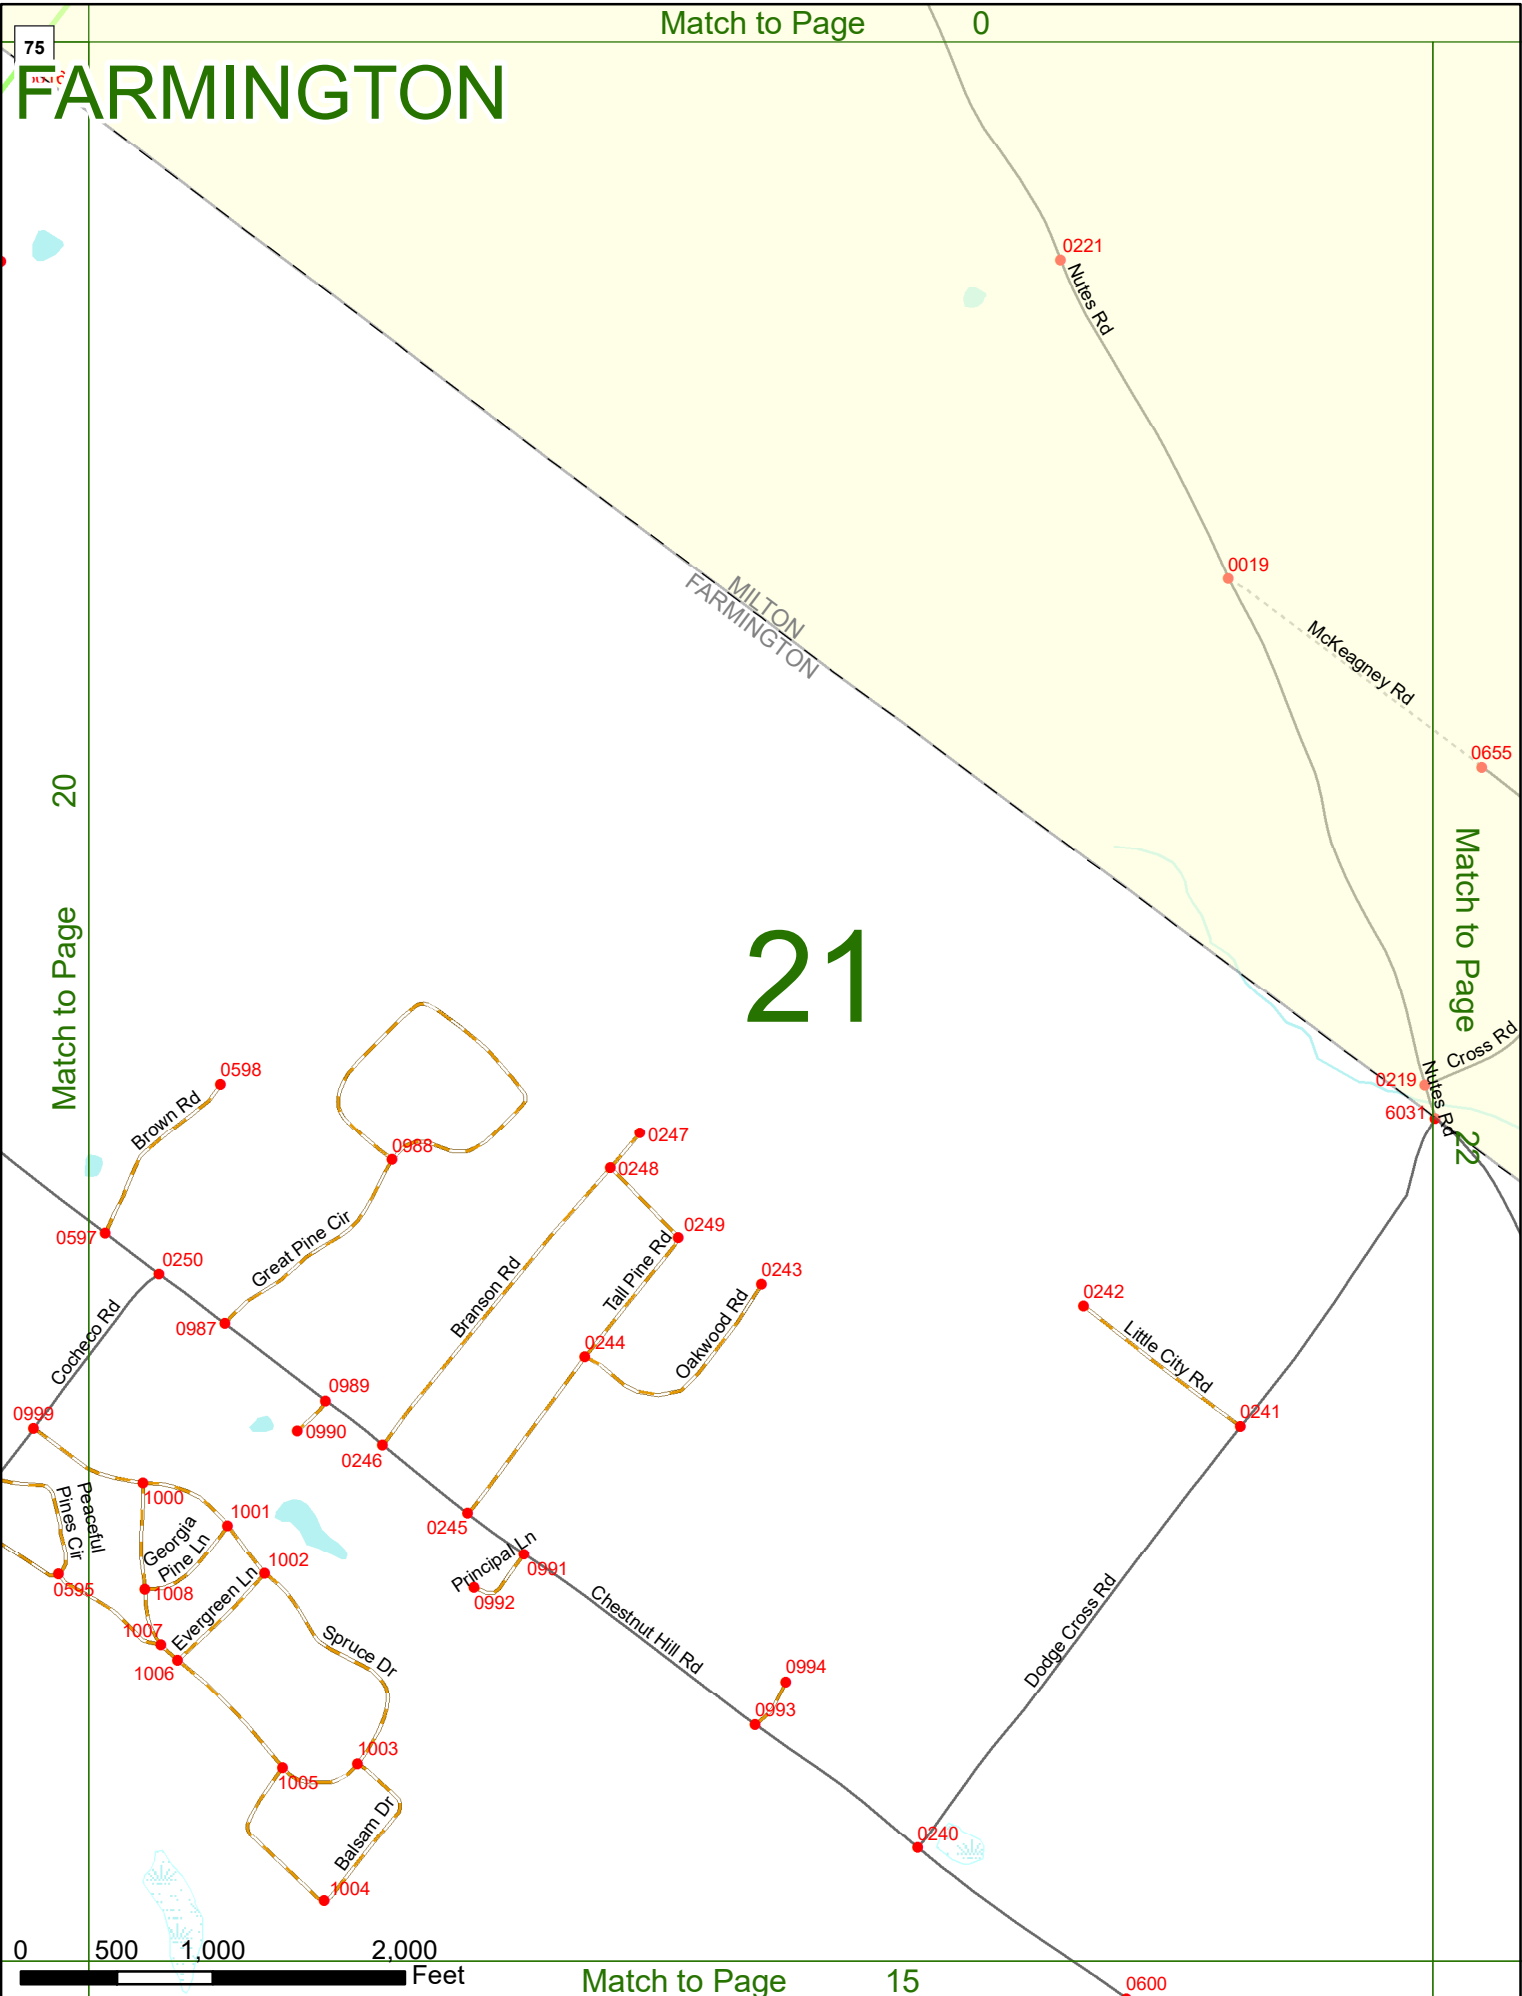 Match to Page 0
75
FARMINGTON
0221
Nutes Rd
0019
MILTON
FARMINGTON
McKeagney Rd
0655
Match to Page 20
Match to Page 22
21
Cross Rd
0219
Nutes Rd
6031
0598
Brown Rd
0988
0247
0248
0597
0249
0250
Great Pine Cir
Branson Rd
Tall Pine Rd
0243
0242
Cocheco Rd
0987
Oakwood Rd
Little City Rd
0244
0989
0999
0990
0241
0246
Peaceful
Pines Cir
1000
1001
0245
Georgia
Pine Ln
Principal Ln
0991
1002
0595
1008
0992
Evergreen Ln
Chestnut Hill Rd
Dodge Cross Rd
1007
Spruce Dr
1006
0994
0993
1003
1005
Balsam Dr
0240
1004
0 500 1,000 2,000
Feet
Match to Page 15
0600